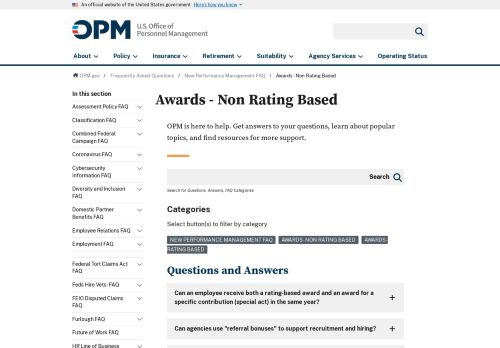 An official website of the United States government Here's how you know
OPM U.S. Office of
Personnel Management
About Policy Insurance Retirement Suitability Agency Services Operating Status
OPM.gov / Frequently Asked Questions / New Performance Management FAQ / Awards - Non Rating Based
In this section
Assessment Policy FAQ
Classification FAQ
Combined Federal
Campaign FAQ
Coronavirus FAQ
Cybersecurity
Information FAQ
Diversity and Inclusion
FAQ
Domestic Partner
Benefits FAQ
Employee Relations FAQ
Employment FAQ
Federal Tort Claims Act
FAQ
Feds Hire Vets- FAQ
FEIO Disputed Claims
FAQ
Furlough FAQ
Future of Work FAQ
HR Line of Business
Awards - Non Rating Based
OPM is here to help. Get answers to your questions, learn about popular
topics, and find resources for more support.
Search
Search for Questions, Answers, FAQ Categories
Categories
Select button(s) to filter by category
NEW PERFORMANCE MANAGEMENT FAQ AWARDS - NON RATING BASED AWARDS -
RATING BASED
Questions and Answers
Can an employee receive both a rating-based award and an award for a
specific contribution (special act) in the same year?
Can agencies use "referral bonuses" to support recruitment and hiring?